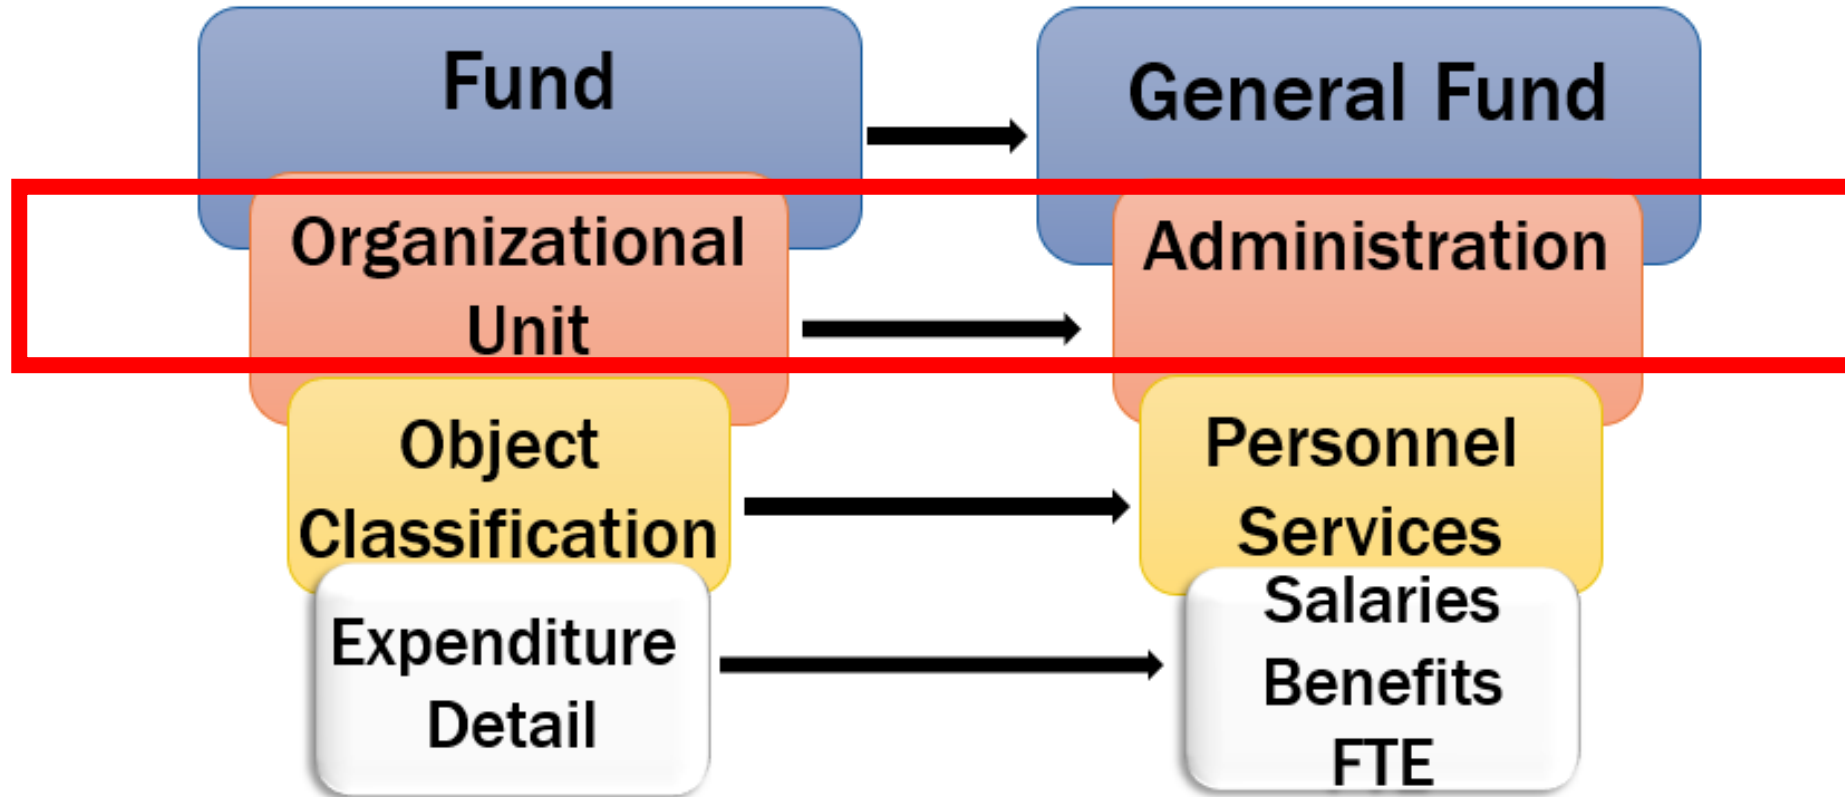 Fund
General Fund
Organizational
Unit
Administration
Object
Classification
Personnel
Services
Expenditure
Detail
Salaries
Benefits
FTE